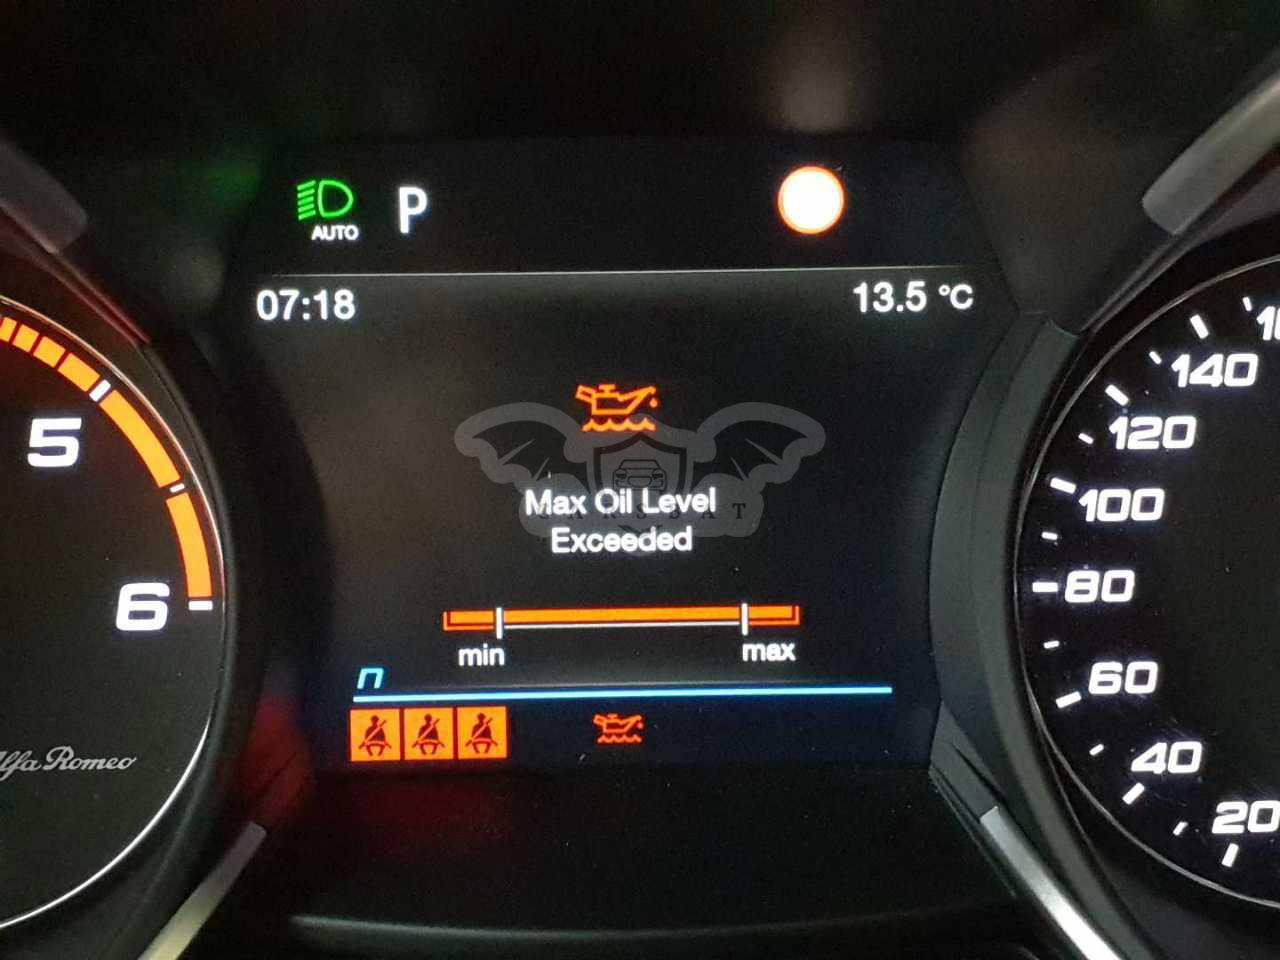 AUTO
P
07:18
13.5 °C
Max Oil Level
Exceeded
min
max
n
5
6
Alfa Romeo
140
120
100
80
60
40
20
CARSBAT